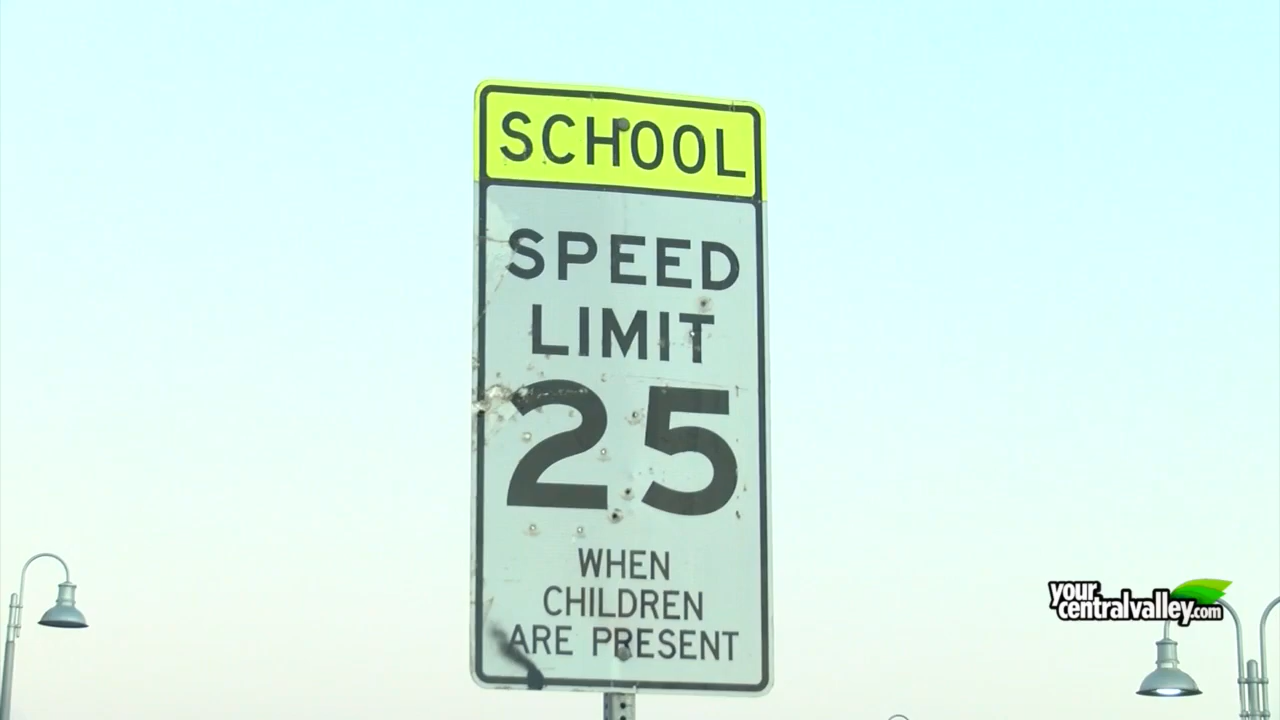 SCHOOL
SPEED
LIMIT
25
WHEN
CHILDREN
ARE PRESENT
your
centralvalley.com